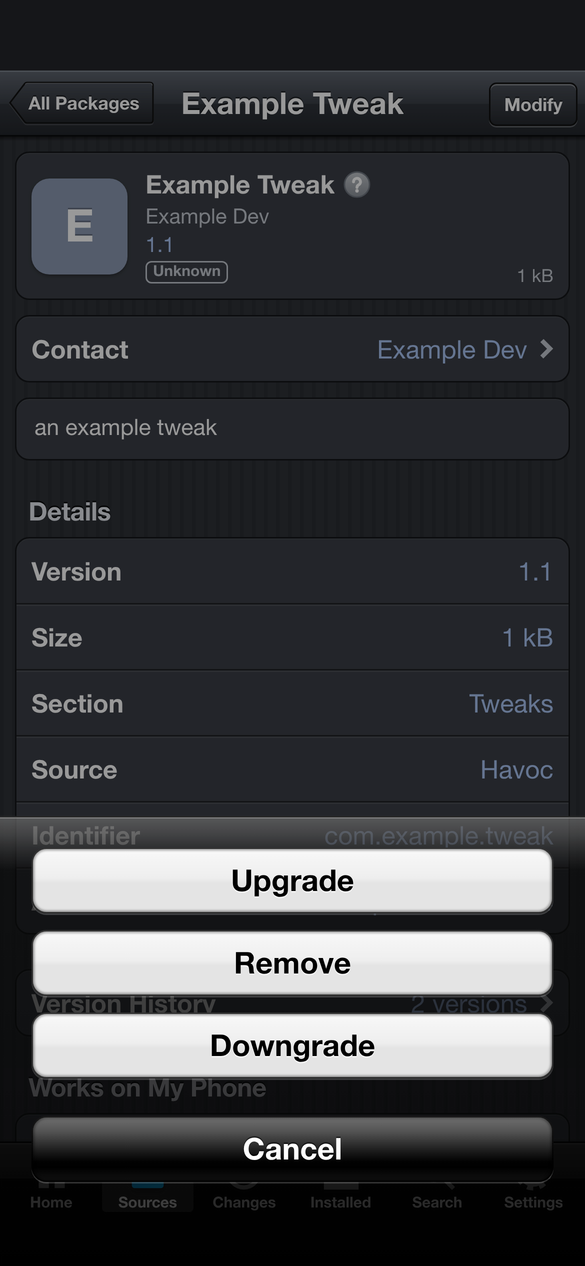 All Packages
Example Tweak
Modify
E
Example Tweak ?
Example Dev
1.1
Unknown
1 kB
Contact
Example Dev
an example tweak
Details
Version
1.1
Size
1 kB
Section
Tweaks
Source
Havoc
Identifier
com.example.tweak
Upgrade
Remove
Version History
2 versions
Downgrade
Works on My Phone
Cancel
Home
Sources
Changes
Installed
Search
Settings